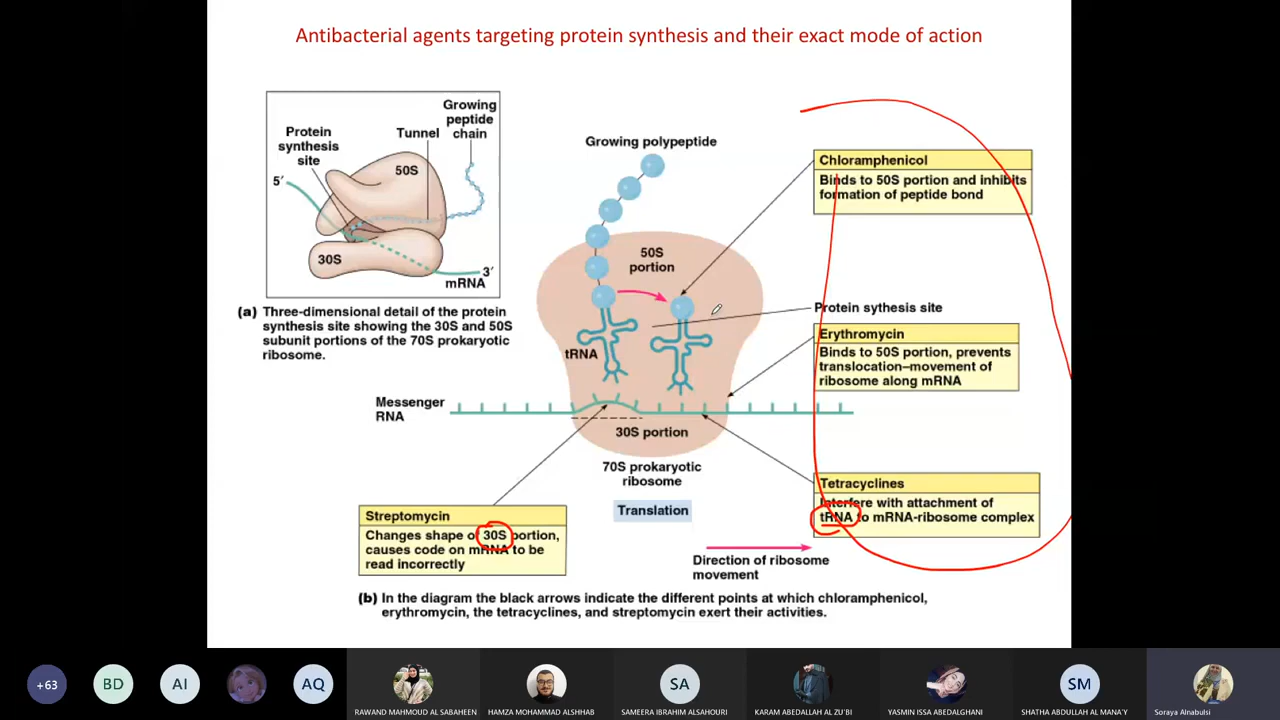 Antibacterial agents targeting protein synthesis and their exact mode of action
Growing
peptide
chain
Protein
synthesis
site
Tunnel
5′
50S
30S
3′
mRNA
(a) Three-dimensional detail of the protein
synthesis site showing the 30S and 50S
subunit portions of the 70S prokaryotic
ribosome.
Growing polypeptide
50S
portion
tRNA
Messenger
RNA
30S portion
70S prokaryotic
ribosome
Translation
Chloramphenicol
Binds to 50S portion and inhibits
formation of peptide bond
Protein sythesis site
Erythromycin
Binds to 50S portion, prevents
translocation–movement of
ribosome along mRNA
Tetracyclines
Interfere with attachment of
tRNA to mRNA-ribosome complex
Streptomycin
Changes shape of 30S portion,
causes code on mRNA to be
read incorrectly
Direction of ribosome
movement
(b) In the diagram the black arrows indicate the different points at which chloramphenicol,
erythromycin, the tetracyclines, and streptomycin exert their activities.
+63
BD
AI
AQ
RAWAND MAHMOUD AL SABAHEEN
HAMZA MOHAMMAD ALSHHAB
SA
SAMEERA IBRAHIM ALSAHOURI
KARAM ABEDALLAH AL ZU'BI
YASMIN ISSA ABEDALGHANI
SM
SHATHA ABDULLAH AL MANA'Y
Soraya Alnabulsi